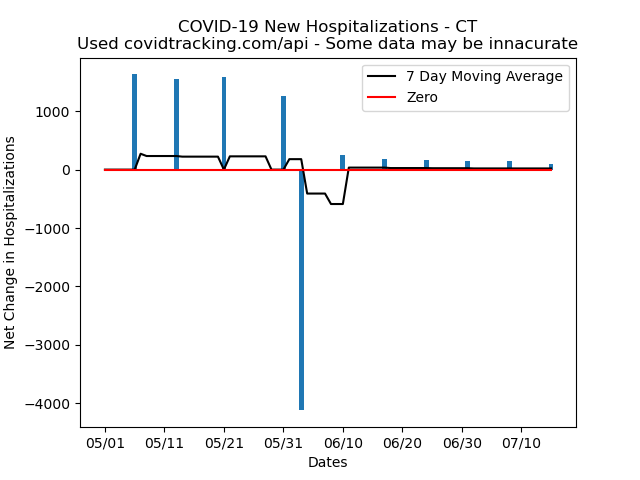 COVID-19 New Hospitalizations - CT
Used covidtracking.com/api - Some data may be innacurate
7 Day Moving Average
Zero
Net Change in Hospitalizations
1000
0
−1000
−2000
−3000
−4000
05/01 05/11 05/21 05/31 06/10 06/20 06/30 07/10
Dates